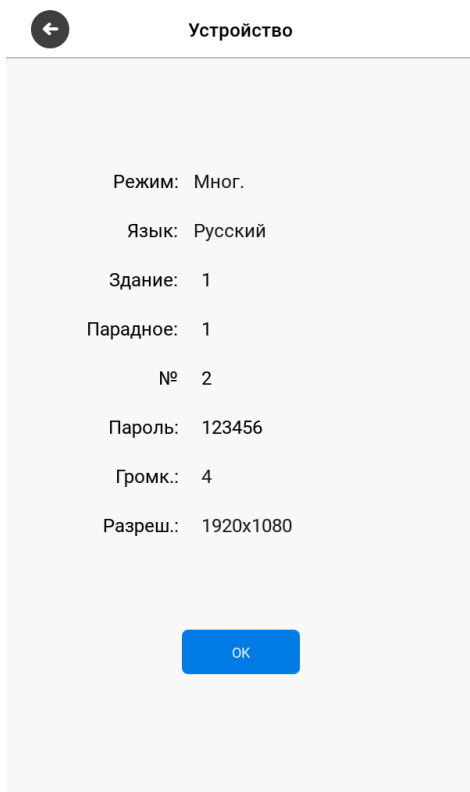 Устройство
Режим: Мног.
Язык: Русский
Здание: 1
Парадное: 1
№ 2
Пароль: 123456
Громк.: 4
Разреш.: 1920x1080
OK